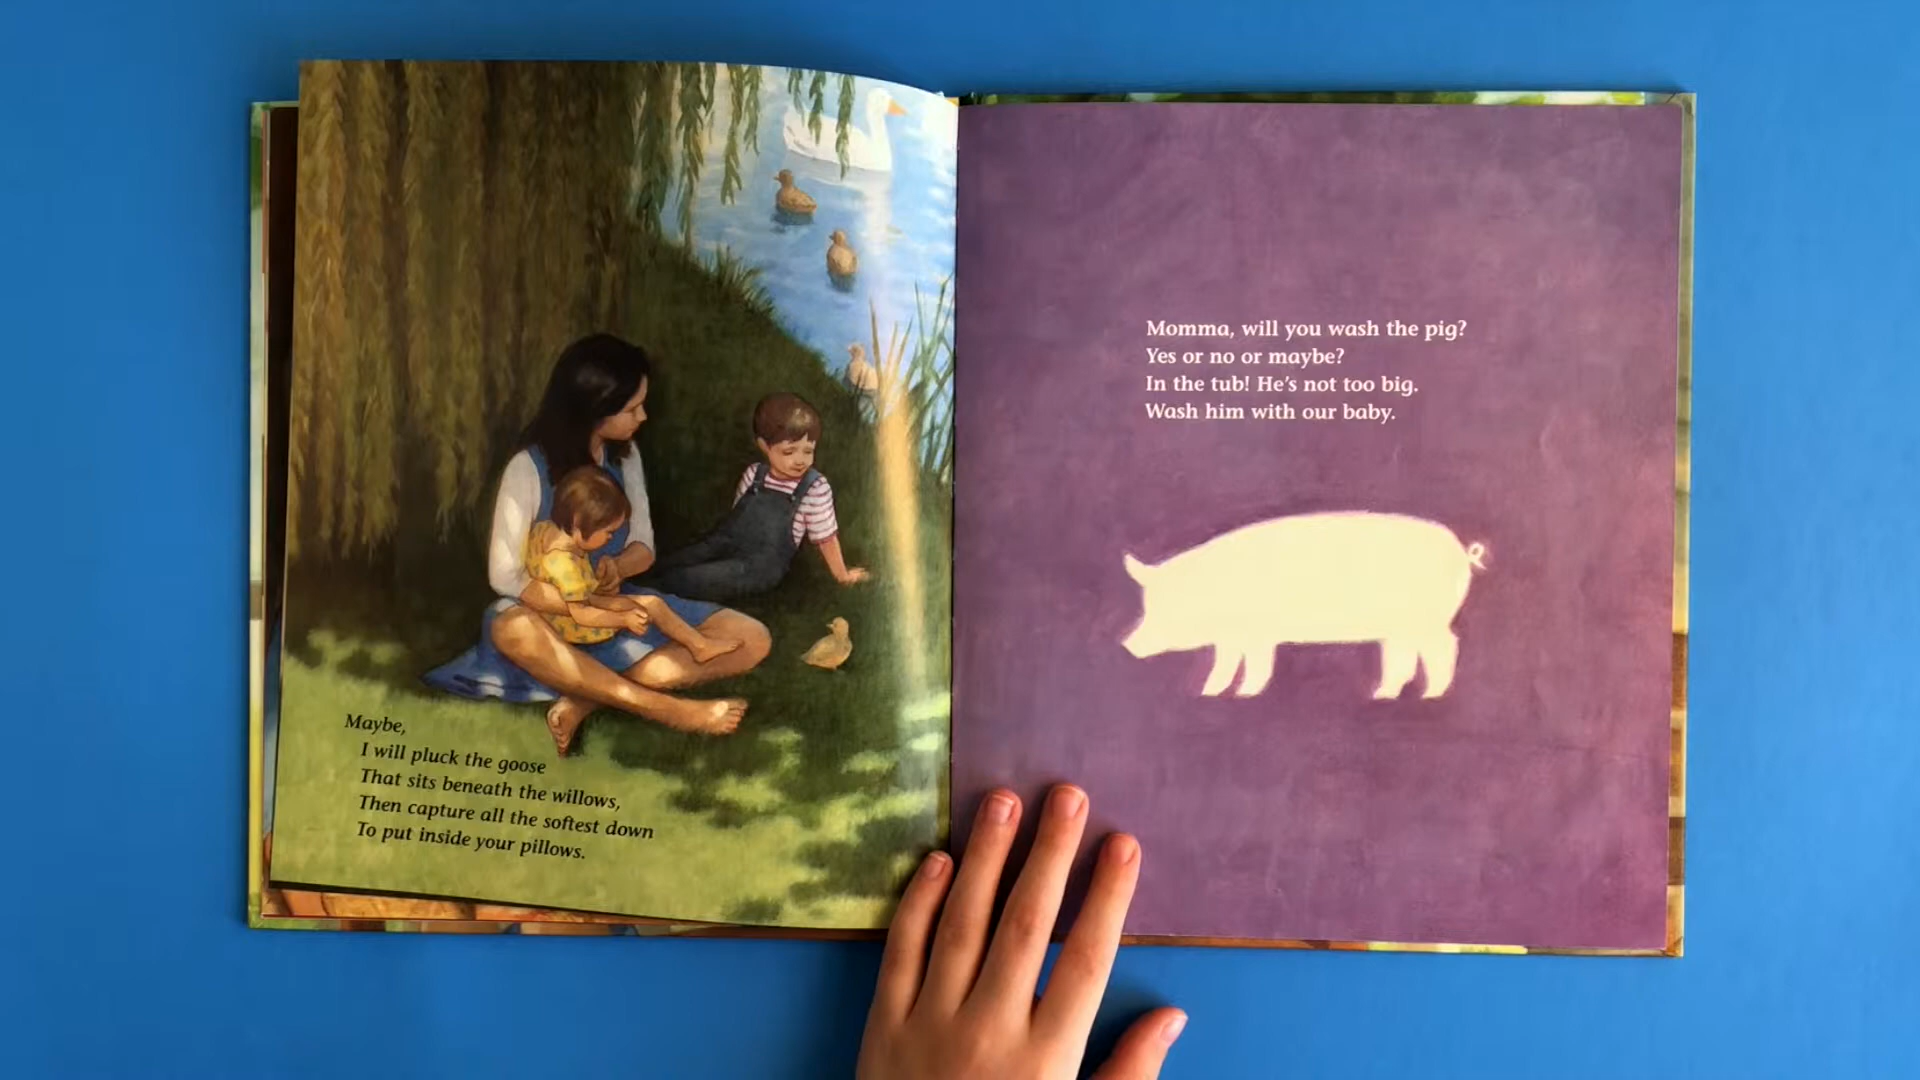 Maybe,
I will pluck the goose
That sits beneath the willows,
Then capture all the softest down
To put inside your pillows.
Momma, will you wash the pig?
Yes or no or maybe?
In the tub! He's not too big.
Wash him with our baby.